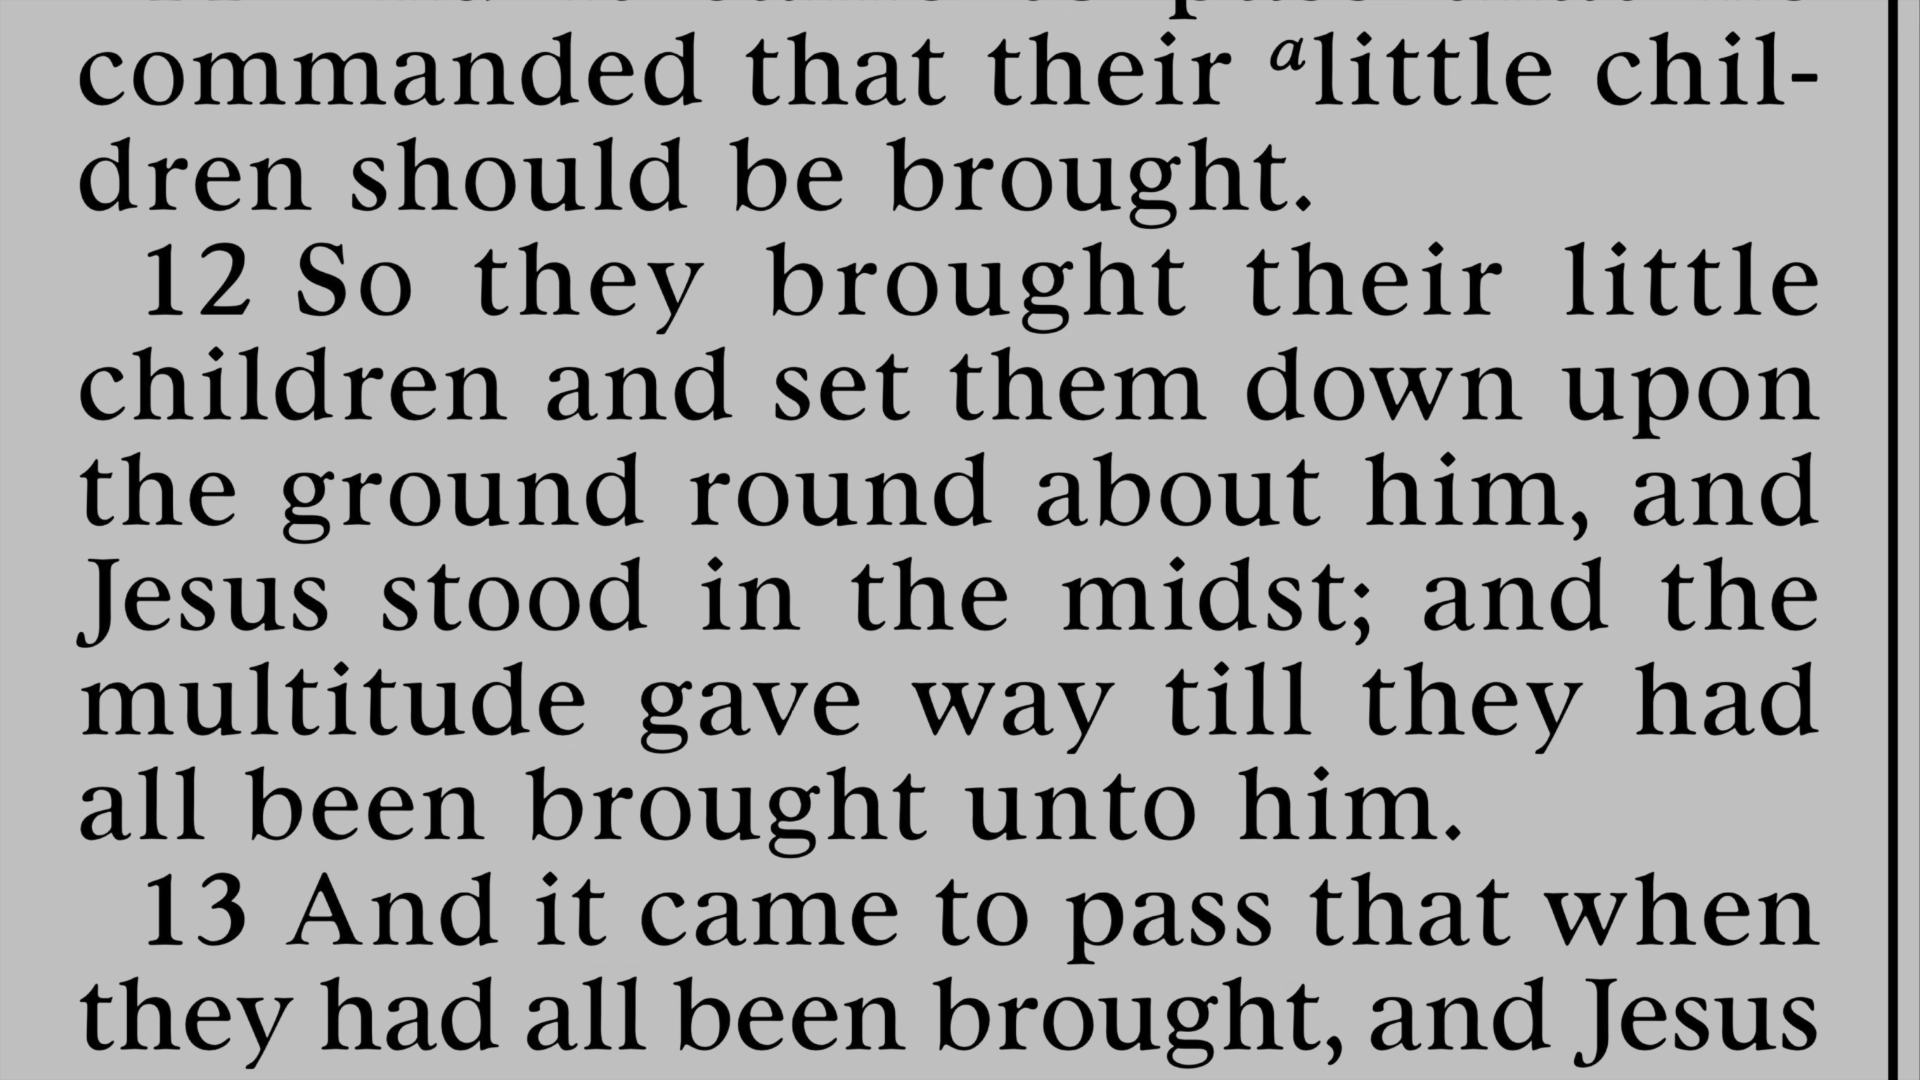 commanded that their ᵃlittle chil-
dren should be brought.
12 So they brought their little
children and set them down upon
the ground round about him, and
Jesus stood in the midst; and the
multitude gave way till they had
all been brought unto him.
13 And it came to pass that when
they had all been brought, and Jesus